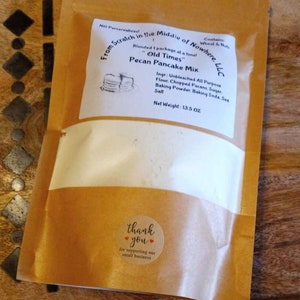 No Preservatives!
Contains:
Wheat & Nuts
From Scratch in the Middle of Nowhere, LLC
Blended 1 package at a time!
"Old Times"
Pecan Pancake Mix
Ingr: Unbleached All Purpose
Flour, Chopped Pecans, Sugar,
Baking Powder, Baking Soda, Sea
Salt
Net Weight: 13.5 OZ
thank
you
for supporting our
small business